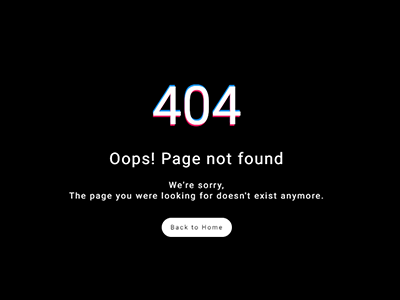 404
Oops! Page not found
We're sorry,
The page you were looking for doesn't exist anymore.
Back to Home